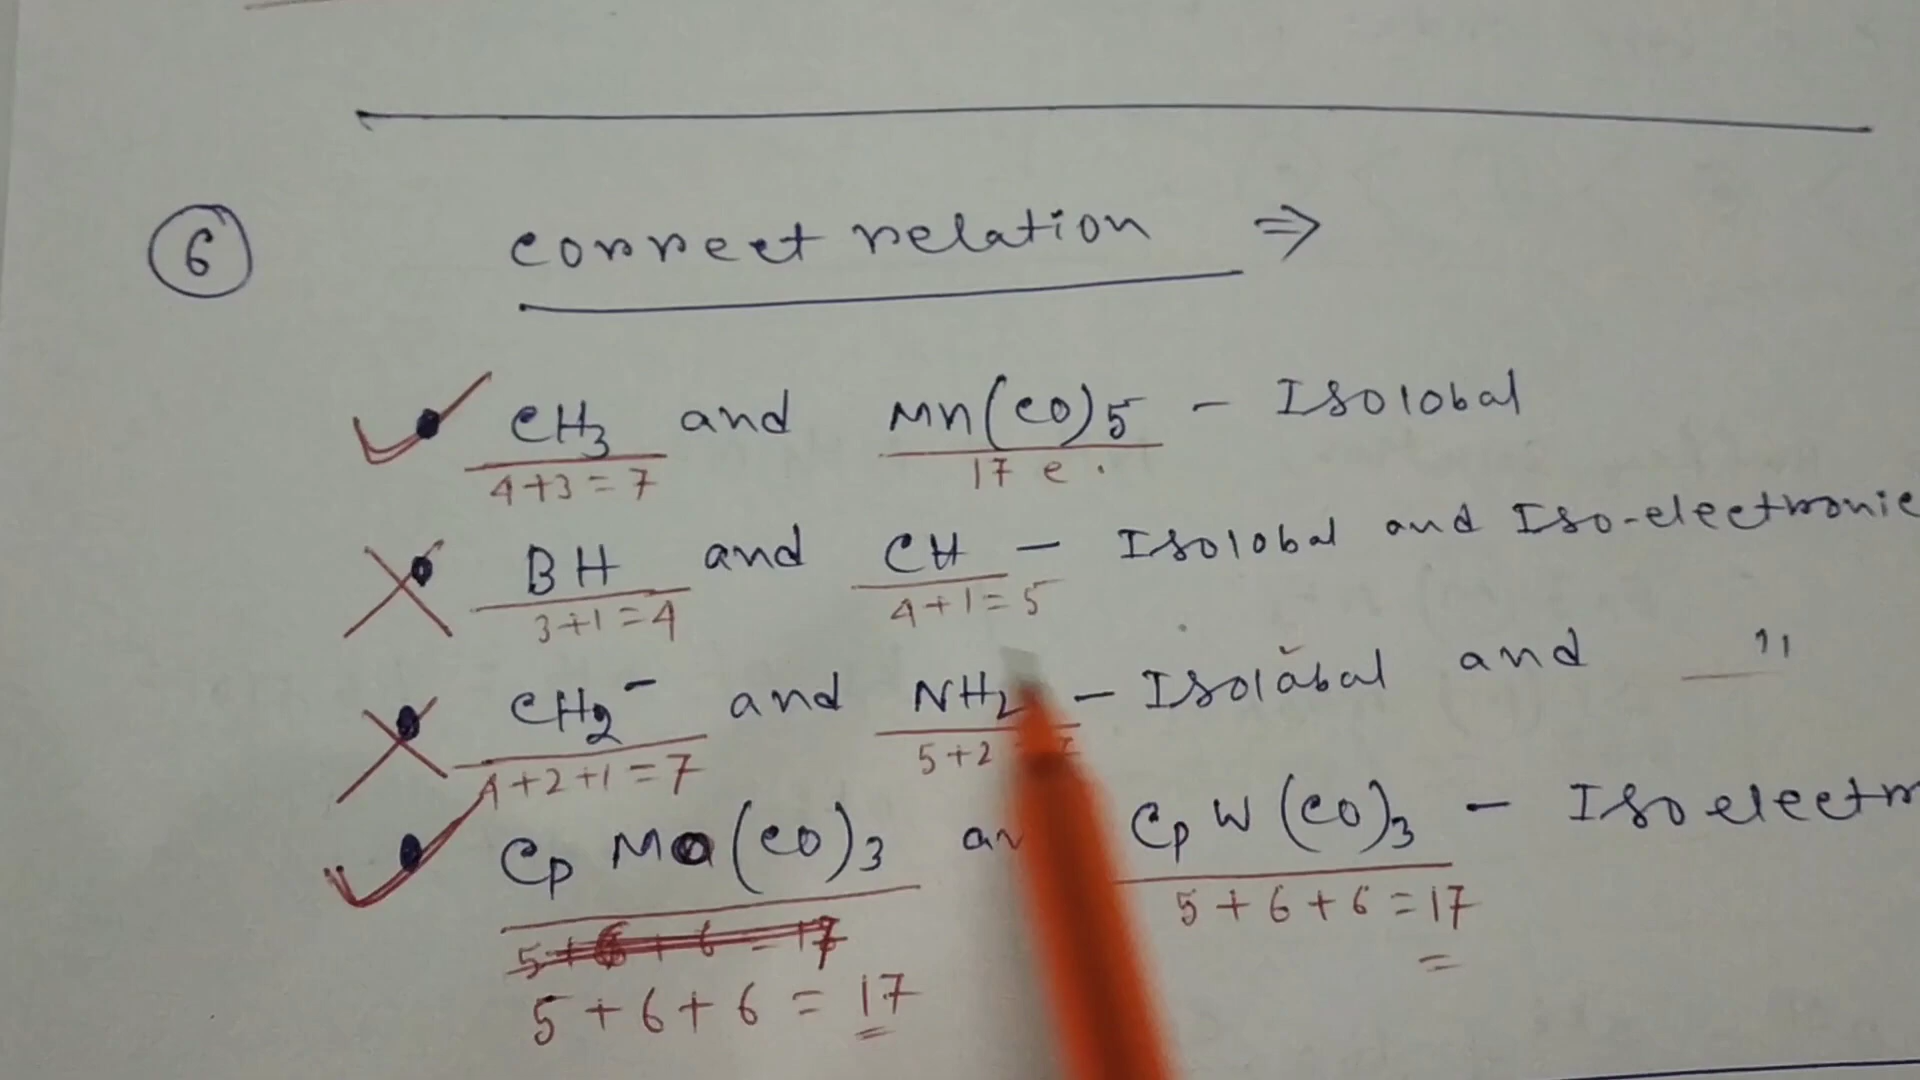 6 correct relation ⇒
CH3 and Mn(CO)5 - Isolobal
4+3=7 17 e.
BH and CH - Isolobal and Iso-electronic
3+1=4 4+1=5
CH2- and NH2 - Isolabal and "
4+2+1=7 5+2
Cp Mo(CO)3 an Cp W (CO)3 - Isoelectr
5+6+6=17 5+6+6=17
5+6+6=17